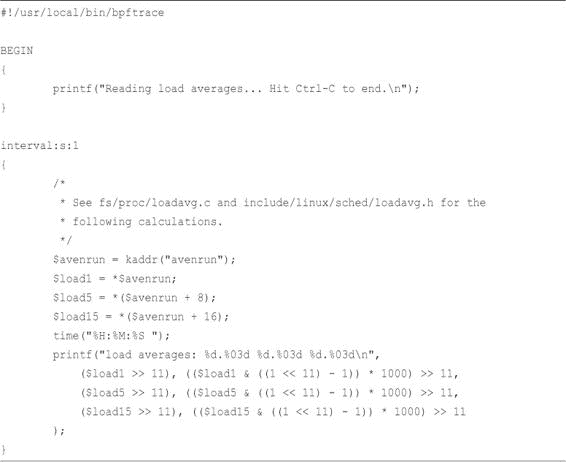 #!/usr/local/bin/bpftrace
BEGIN
{
printf("Reading load averages... Hit Ctrl-C to end.\n");
}
interval:s:1
{
/*
* See fs/proc/loadavg.c and include/linux/sched/loadavg.h for the
* following calculations.
*/
$avenrun = kaddr("avenrun");
$load1 = *$avenrun;
$load5 = *($avenrun + 8);
$load15 = *($avenrun + 16);
time("%H:%M:%S ");
printf("load averages: %d.%03d %d.%03d %d.%03d\n",
($load1 >> 11), (($load1 & ((1 << 11) - 1)) * 1000) >> 11,
($load5 >> 11), (($load5 & ((1 << 11) - 1)) * 1000) >> 11,
($load15 >> 11), (($load15 & ((1 << 11) - 1)) * 1000) >> 11
);
}